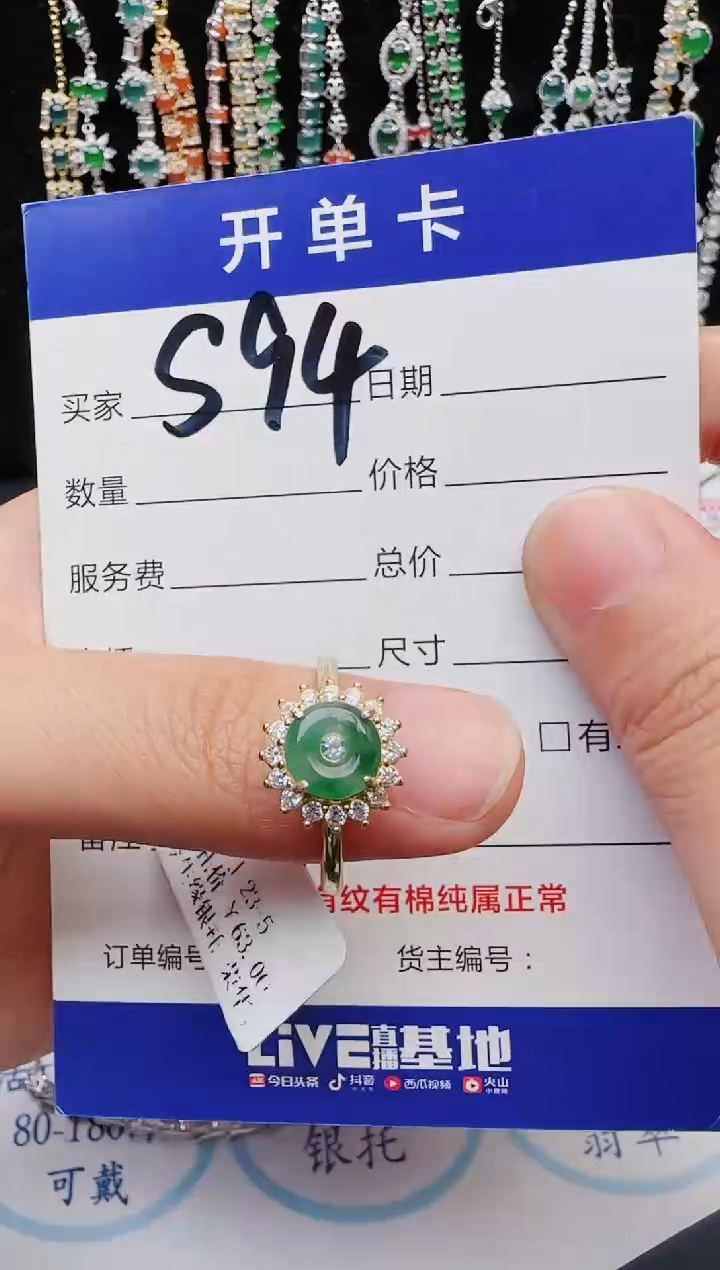 开单卡
S94
买家 日期
数量 价格
服务费 总价
尺寸
□有
有纹有棉纯属正常
订单编号 货主编号：
LIVE直播基地
今日头条 抖音 西瓜视频 火山
可戴
银托
翡翠